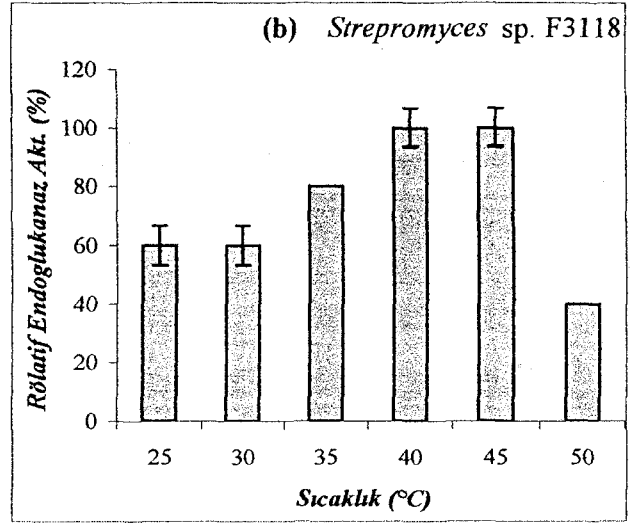 (b) Strepromyces sp. F3118
Rölatif Endoglukanaz Akt. (%)
120
100
80
60
40
20
0
25 30 35 40 45 50
Sıcaklık (°C)